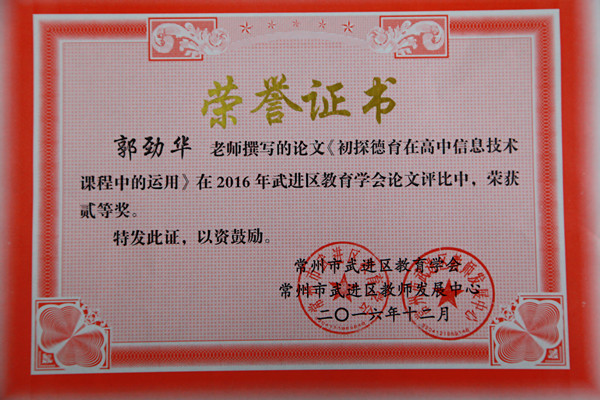 荣誉证书
郭劲华 老师撰写的论文《初探德育在高中信息技术
课程中的运用》在2016年武进区教育学会论文评比中，荣获
贰等奖。
特发此证，以资鼓励。
常州市武进区教育学会
常州市武进区教师发展中心
二〇一六年十二月